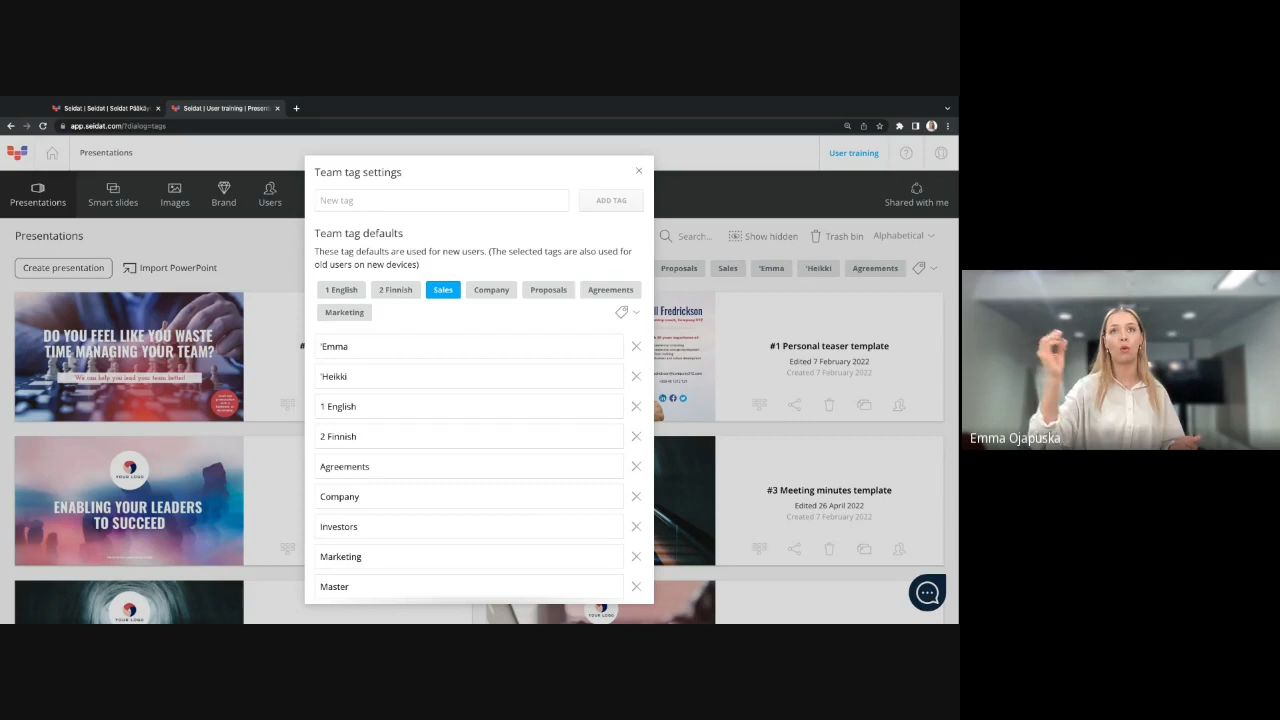 Seidat | Seidat | Seidat Pääkäy
Seidat | User training | Present
app.seidat.com/?dialog=tags
Presentations
User training
Presentations
Smart slides
Images
Brand
Users
Shared with me
Presentations
Search...
Show hidden
Trash bin
Alphabetical
Create presentation
Import PowerPoint
Proposals
Sales
'Emma
'Heikki
Agreements
Team tag settings
New tag
ADD TAG
Team tag defaults
These tag defaults are used for new users. (The selected tags are also used for
old users on new devices)
1 English
2 Finnish
Sales
Company
Proposals
Agreements
Marketing
'Emma
'Heikki
1 English
2 Finnish
Agreements
Company
Investors
Marketing
Master
DO YOU FEEL LIKE YOU WASTE
TIME MANAGING YOUR TEAM?
We can help you lead your team better!
ll Fredrickson
#1 Personal teaser template
Edited 7 February 2022
Created 7 February 2022
YOUR LOGO
ENABLING YOUR LEADERS
TO SUCCEED
#3 Meeting minutes template
Edited 26 April 2022
Created 7 February 2022
YOUR LOGO
YOUR LOGO
Emma Ojapuska